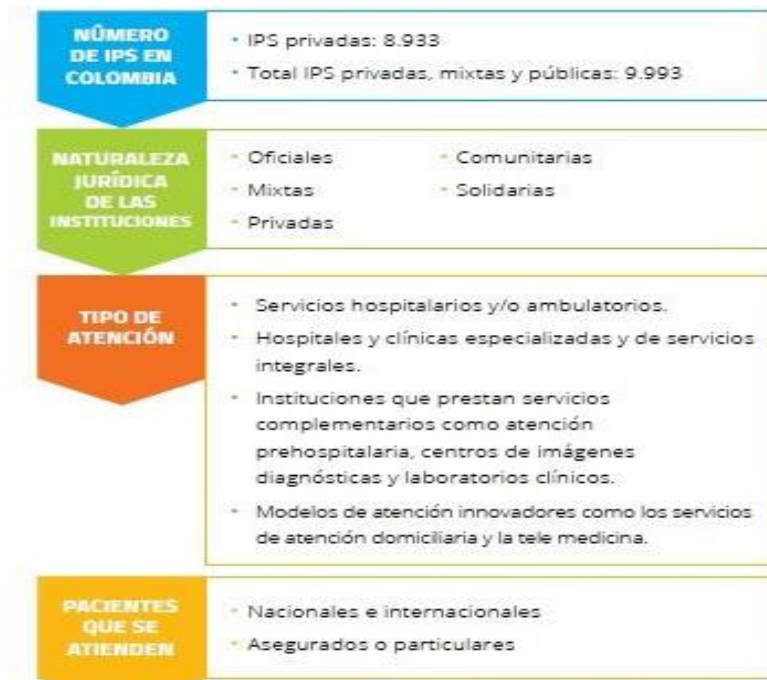 NÚMERO
DE IPS EN
COLOMBIA
• IPS privadas: 8.933
• Total IPS privadas, mixtas y públicas: 9.993
NATURALEZA
JURÍDICA
DE LAS
INSTITUCIONES
• Oficiales
• Mixtas
• Privadas
• Comunitarias
• Solidarias
TIPO DE
ATENCIÓN
• Servicios hospitalarios y/o ambulatorios.
• Hospitales y clínicas especializadas y de servicios
integrales.
• Instituciones que prestan servicios
complementarios como atención
prehospitalaria, centros de imágenes
diagnósticas y laboratorios clínicos.
• Modelos de atención innovadores como los servicios
de atención domiciliaria y la tele medicina.
PACIENTES
QUE SE
ATIENDEN
• Nacionales e internacionales
• Asegurados o particulares